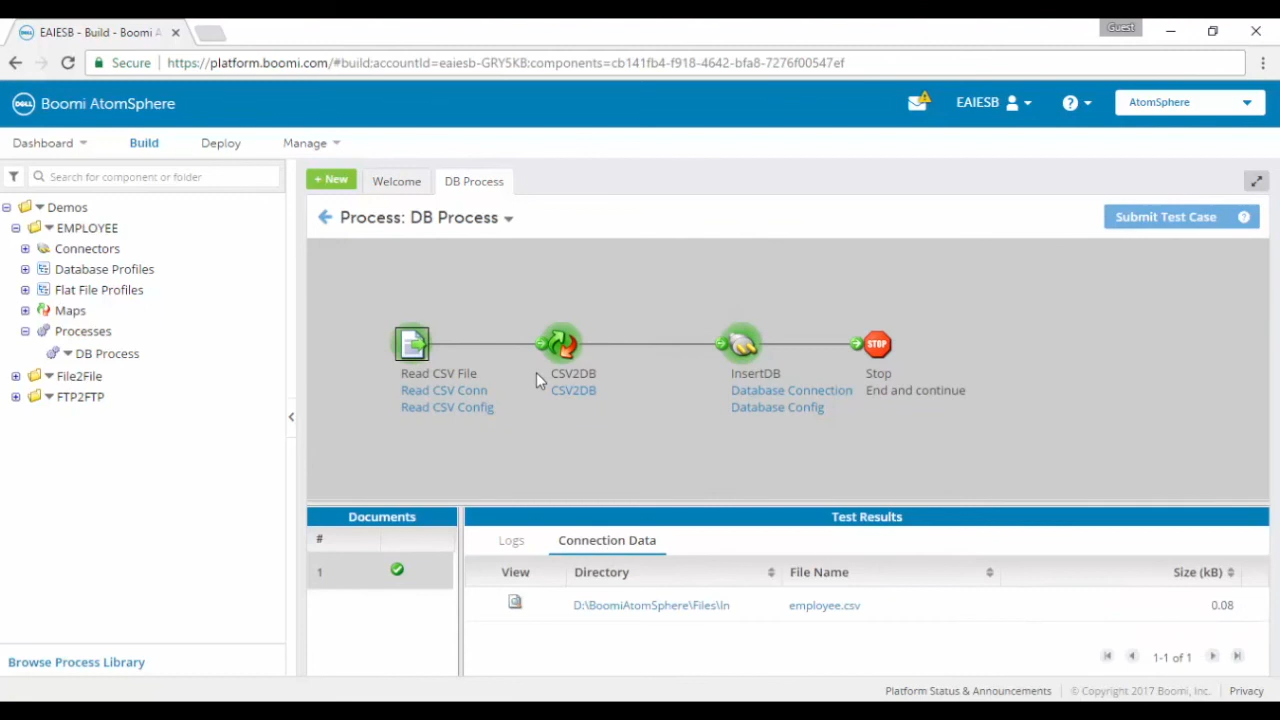 EAIESB - Build - Boomi A
Guest
Secure
https://platform.boomi.com/#build;accountId=eaiesb-GRY5KB;components=cb141fb4-f918-4642-bfa8-7276f00547ef
DELL Boomi AtomSphere
EAIESB
?
AtomSphere
Dashboard Build Deploy Manage
Search for component or folder
+ New Welcome DB Process
Demos
EMPLOYEE
Connectors
Database Profiles
Flat File Profiles
Maps
Processes
DB Process
File2File
FTP2FTP
Browse Process Library
Process: DB Process
Submit Test Case ?
Read CSV File
Read CSV Conn
Read CSV Config
CSV2DB
CSV2DB
InsertDB
Database Connection
Database Config
STOP
Stop
End and continue
Documents
#
1
Test Results
Logs Connection Data
View Directory File Name Size (kB)
D:\BoomiAtomSphere\Files\In employee.csv 0.08
1-1 of 1
Platform Status & Announcements © Copyright 2017 Boomi, Inc. Privacy